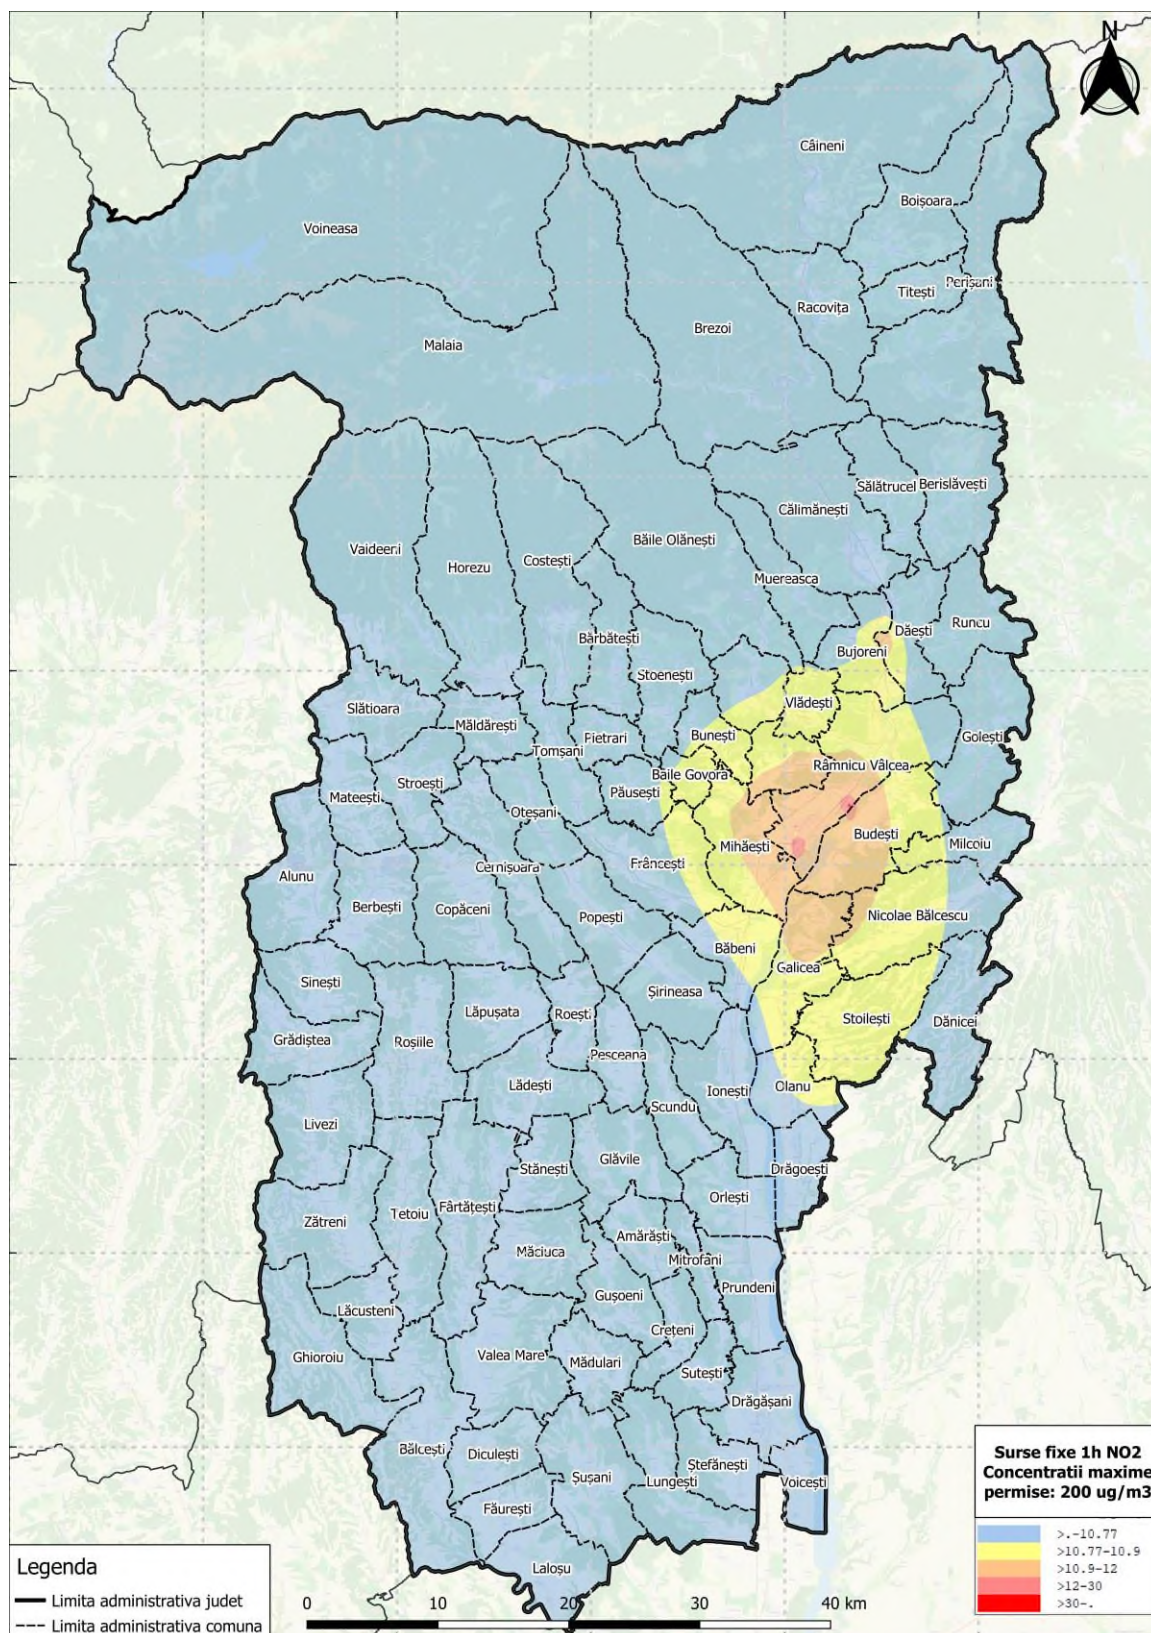 N
Câineni
Boișoara
Voineasa
Titești
Perișani
Racovița
Brezoi
Malaia
Sălătrucel
Berislăvești
Călimănești
Băile Olănești
Vaideeni
Costești
Horezu
Muereasca
Runcu
Dăești
Bărbătești
Bujoreni
Stoenești
Vlădești
Slătioara
Măldărești
Bunești
Pietrari
Golești
Tomșani
Râmnicu Vâlcea
Băile Govora
Stroești
Păusești
Mateești
Oteșani
Budești
Mihăești
Milcoiu
Frâncești
Cernișoara
Alunu
Berbești
Copăceni
Popești
Nicolae Bălcescu
Băbeni
Galicea
Sinești
Șirineasa
Lăpușata
Roești
Stoilești
Dănicei
Grădiștea
Roșiile
Pesceana
Lădești
Olanu
Ionești
Scundu
Livezi
Glăvile
Stănești
Drăgoești
Orlești
Fârtățești
Tetoiu
Zătreni
Amărăști
Măciuca
Mitrofani
Prundeni
Gușoeni
Lăcusteni
Crețeni
Ghioroiu
Valea Mare
Mădulari
Sutești
Drăgășani
Bălcești
Diculești
Ștefănești
Șușani
Lungești
Voicești
Făurești
Laloșu
Surse fixe 1h NO2
Concentratii maxime
permise: 200 ug/m3
>.-10.77
>10.77-10.9
>10.9-12
>12-30
>30-.
Legenda
Limita administrativa judet
Limita administrativa comuna
0 10 20 30 40 km